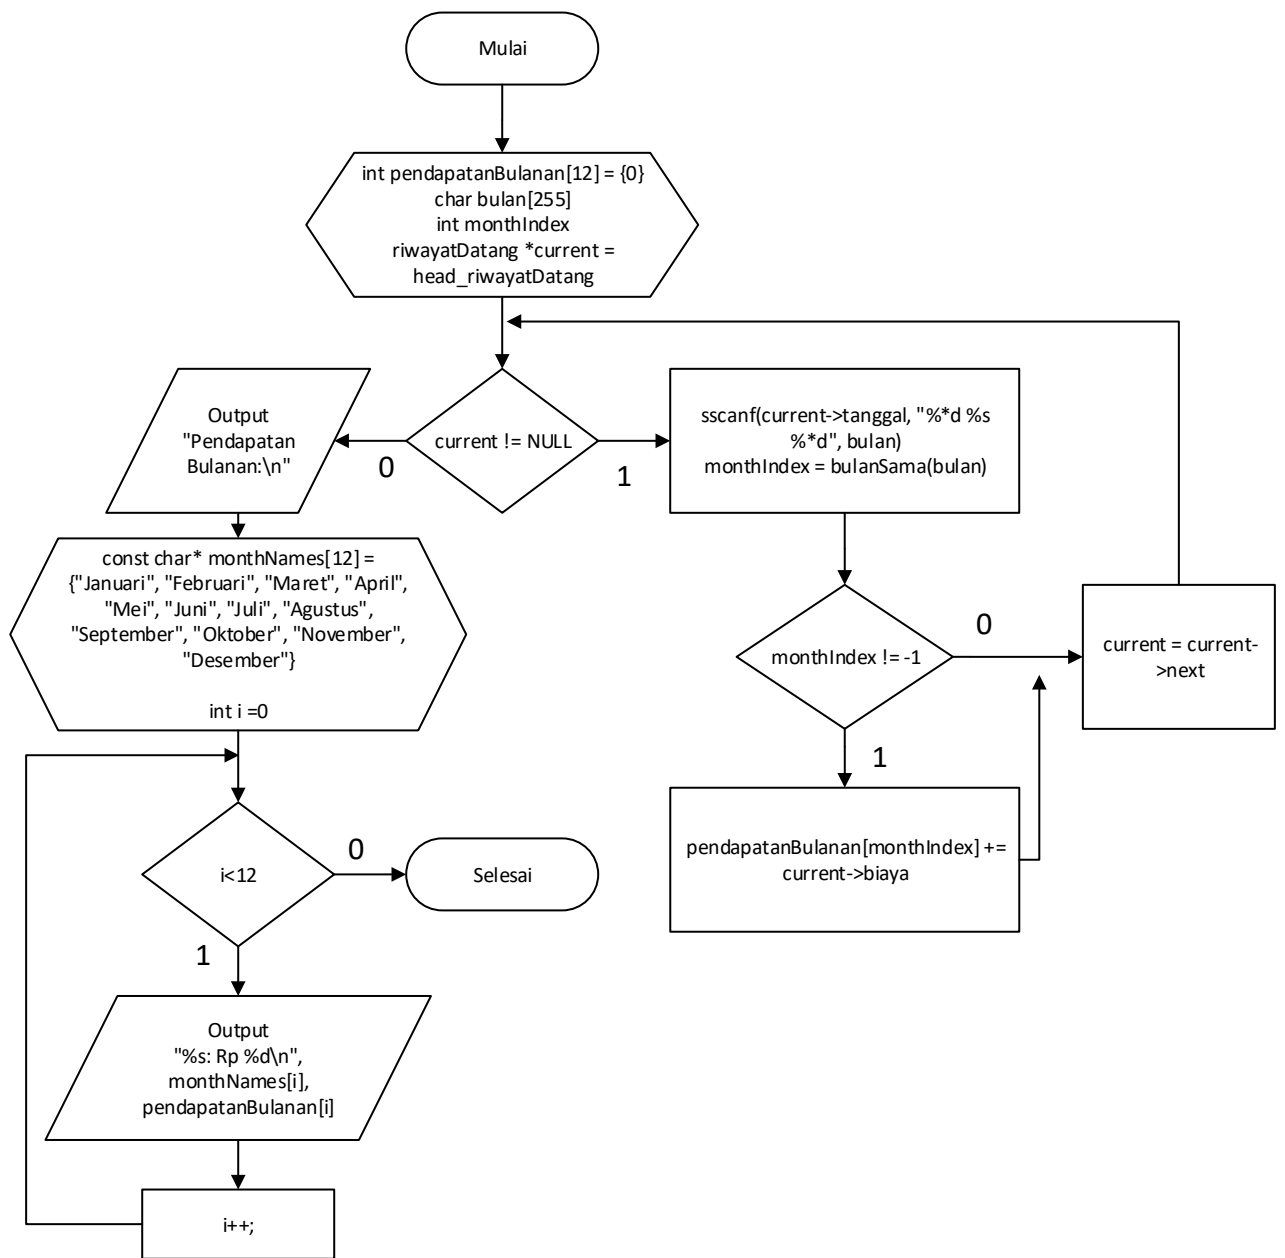 Mulai
int pendapatanBulanan[12] = {0}
char bulan[255]
int monthIndex
riwayatDatang *current =
head_riwayatDatang
current != NULL
0
1
Output
"Pendapatan
Bulanan:\n"
sscanf(current->tanggal, "%*d %s
%*d", bulan)
monthIndex = bulanSama(bulan)
const char* monthNames[12] =
{"Januari", "Februari", "Maret", "April",
"Mei", "Juni", "Juli", "Agustus",
"September", "Oktober", "November",
"Desember"}
int i =0
monthIndex != -1
0
1
current = current-
>next
pendapatanBulanan[monthIndex] +=
current->biaya
i<12
0
1
Selesai
Output
"%s: Rp %d\n",
monthNames[i],
pendapatanBulanan[i]
i++;